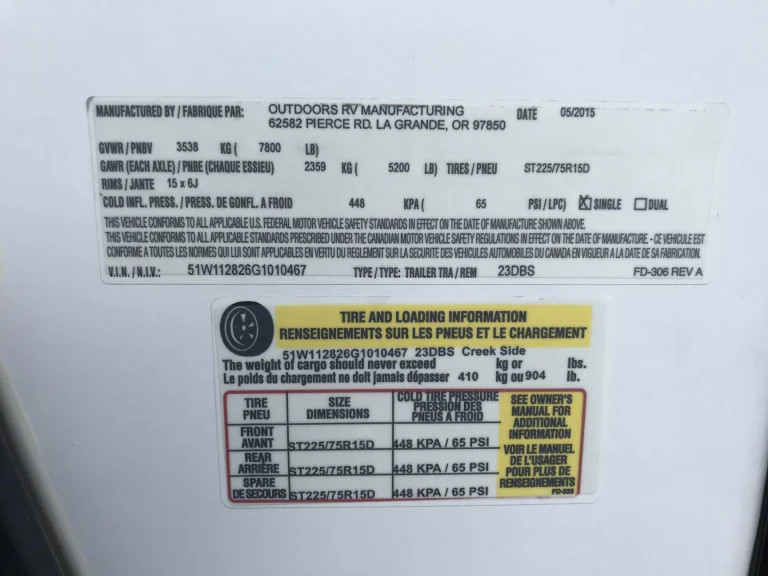 MANUFACTURED BY / FABRIQUE PAR: OUTDOORS RV MANUFACTURING DATE 05/2015
62582 PIERCE RD. LA GRANDE, OR 97850
GVWR / PNBV 3538 KG ( 7800 LB)
GAWR (EACH AXLE) / PNBE (CHAQUE ESSIEU) 2359 KG ( 5200 LB) TIRES / PNEU ST225/75R15D
RIMS / JANTE 15 x 6J
COLD INFL. PRESS. / PRESS. DE GONFL. A FROID 448 KPA ( 65 PSI / LPC) X SINGLE DUAL
THIS VEHICLE CONFORMS TO ALL APPLICABLE U.S. FEDERAL MOTOR VEHICLE SAFETY STANDARDS IN EFFECT ON THE DATE OF MANUFACTURE SHOWN ABOVE.
THIS VEHICLE CONFORMS TO ALL APPLICABLE STANDARDS PRESCRIBED UNDER THE CANADIAN MOTOR VEHICLE SAFETY REGULATIONS IN EFFECT ON THE DATE OF MANUFACTURE. - CE VEHICULE EST
CONFORME A TOUTES LES NORMES QUI LUI SONT APPLICABLES EN VERTU DU REGLEMENT SUR LA SECURITE DES VEHICULES AUTOMOBILES DU CANADA EN VIGUEUR A LA DATE DE SA FABRICATION.
V.I.N. / N.I.V.: 51W112826G1010467 TYPE / TYPE: TRAILER TRA / REM 23DBS FD-306 REV A
TIRE AND LOADING INFORMATION
RENSEIGNEMENTS SUR LES PNEUS ET LE CHARGEMENT
51W112826G1010467 23DBS Creek Side
The weight of cargo should never exceed kg or lbs.
Le poids du chargement ne doit jamais dépasser 410 kg ou 904 lb.
TIRE
PNEU
SIZE
DIMENSIONS
COLD TIRE PRESSURE
PRESSION DES
PNEUS A FROID
FRONT
AVANT ST225/75R15D 448 KPA / 65 PSI
REAR
ARRIÈRE ST225/75R15D 448 KPA / 65 PSI
SPARE
DE SECOURS ST225/75R15D 448 KPA / 65 PSI
SEE OWNER'S
MANUAL FOR
ADDITIONAL
INFORMATION
VOIR LE MANUEL
DE L'USAGER
POUR PLUS DE
RENSEIGNEMENTS